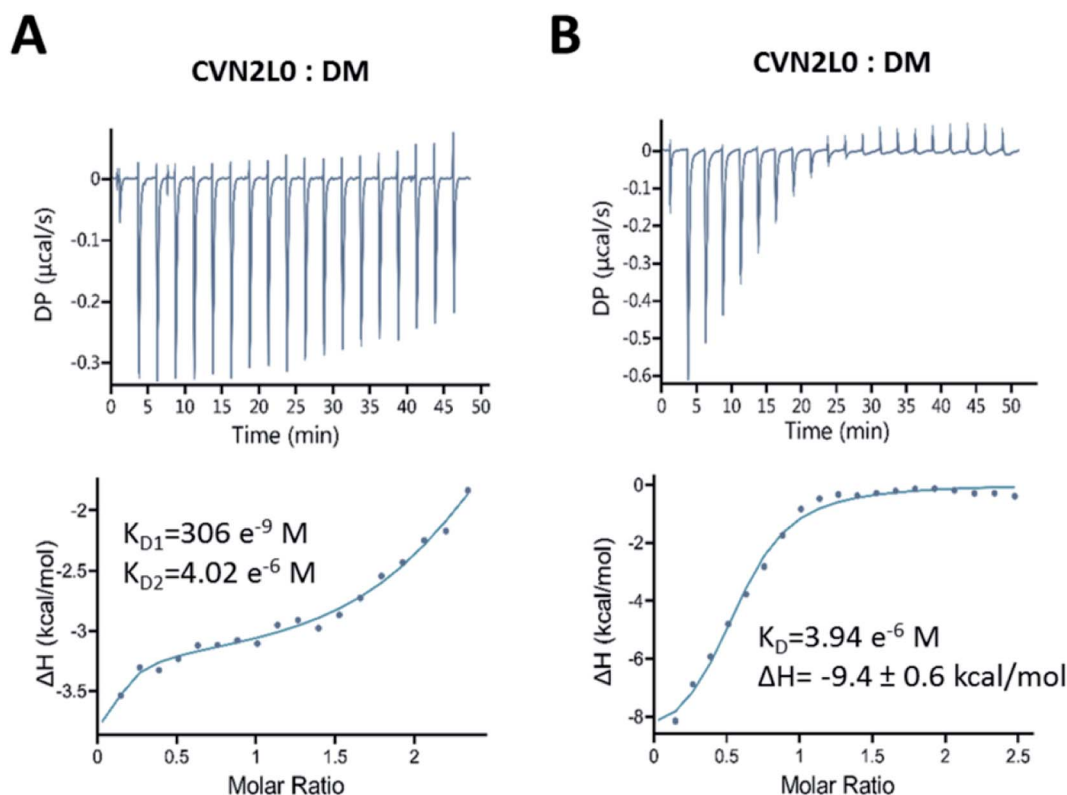 A
CVN2L0 : DM
0
-0.1
-0.2
-0.3
DP (μcal/s)
0 5 10 15 20 25 30 35 40 45 50
Time (min)
-2
-2.5
-3
-3.5
ΔH (kcal/mol)
K_D1=306 e⁻⁹ M
K_D2=4.02 e⁻⁶ M
0 0.5 1 1.5 2
Molar Ratio
B
CVN2L0 : DM
0
-0.1
-0.2
-0.3
-0.4
-0.5
-0.6
DP (μcal/s)
0 5 10 15 20 25 30 35 40 45 50
Time (min)
0
-2
-4
-6
-8
ΔH (kcal/mol)
K_D=3.94 e⁻⁶ M
ΔH= -9.4 ± 0.6 kcal/mol
0 0.5 1 1.5 2 2.5
Molar Ratio